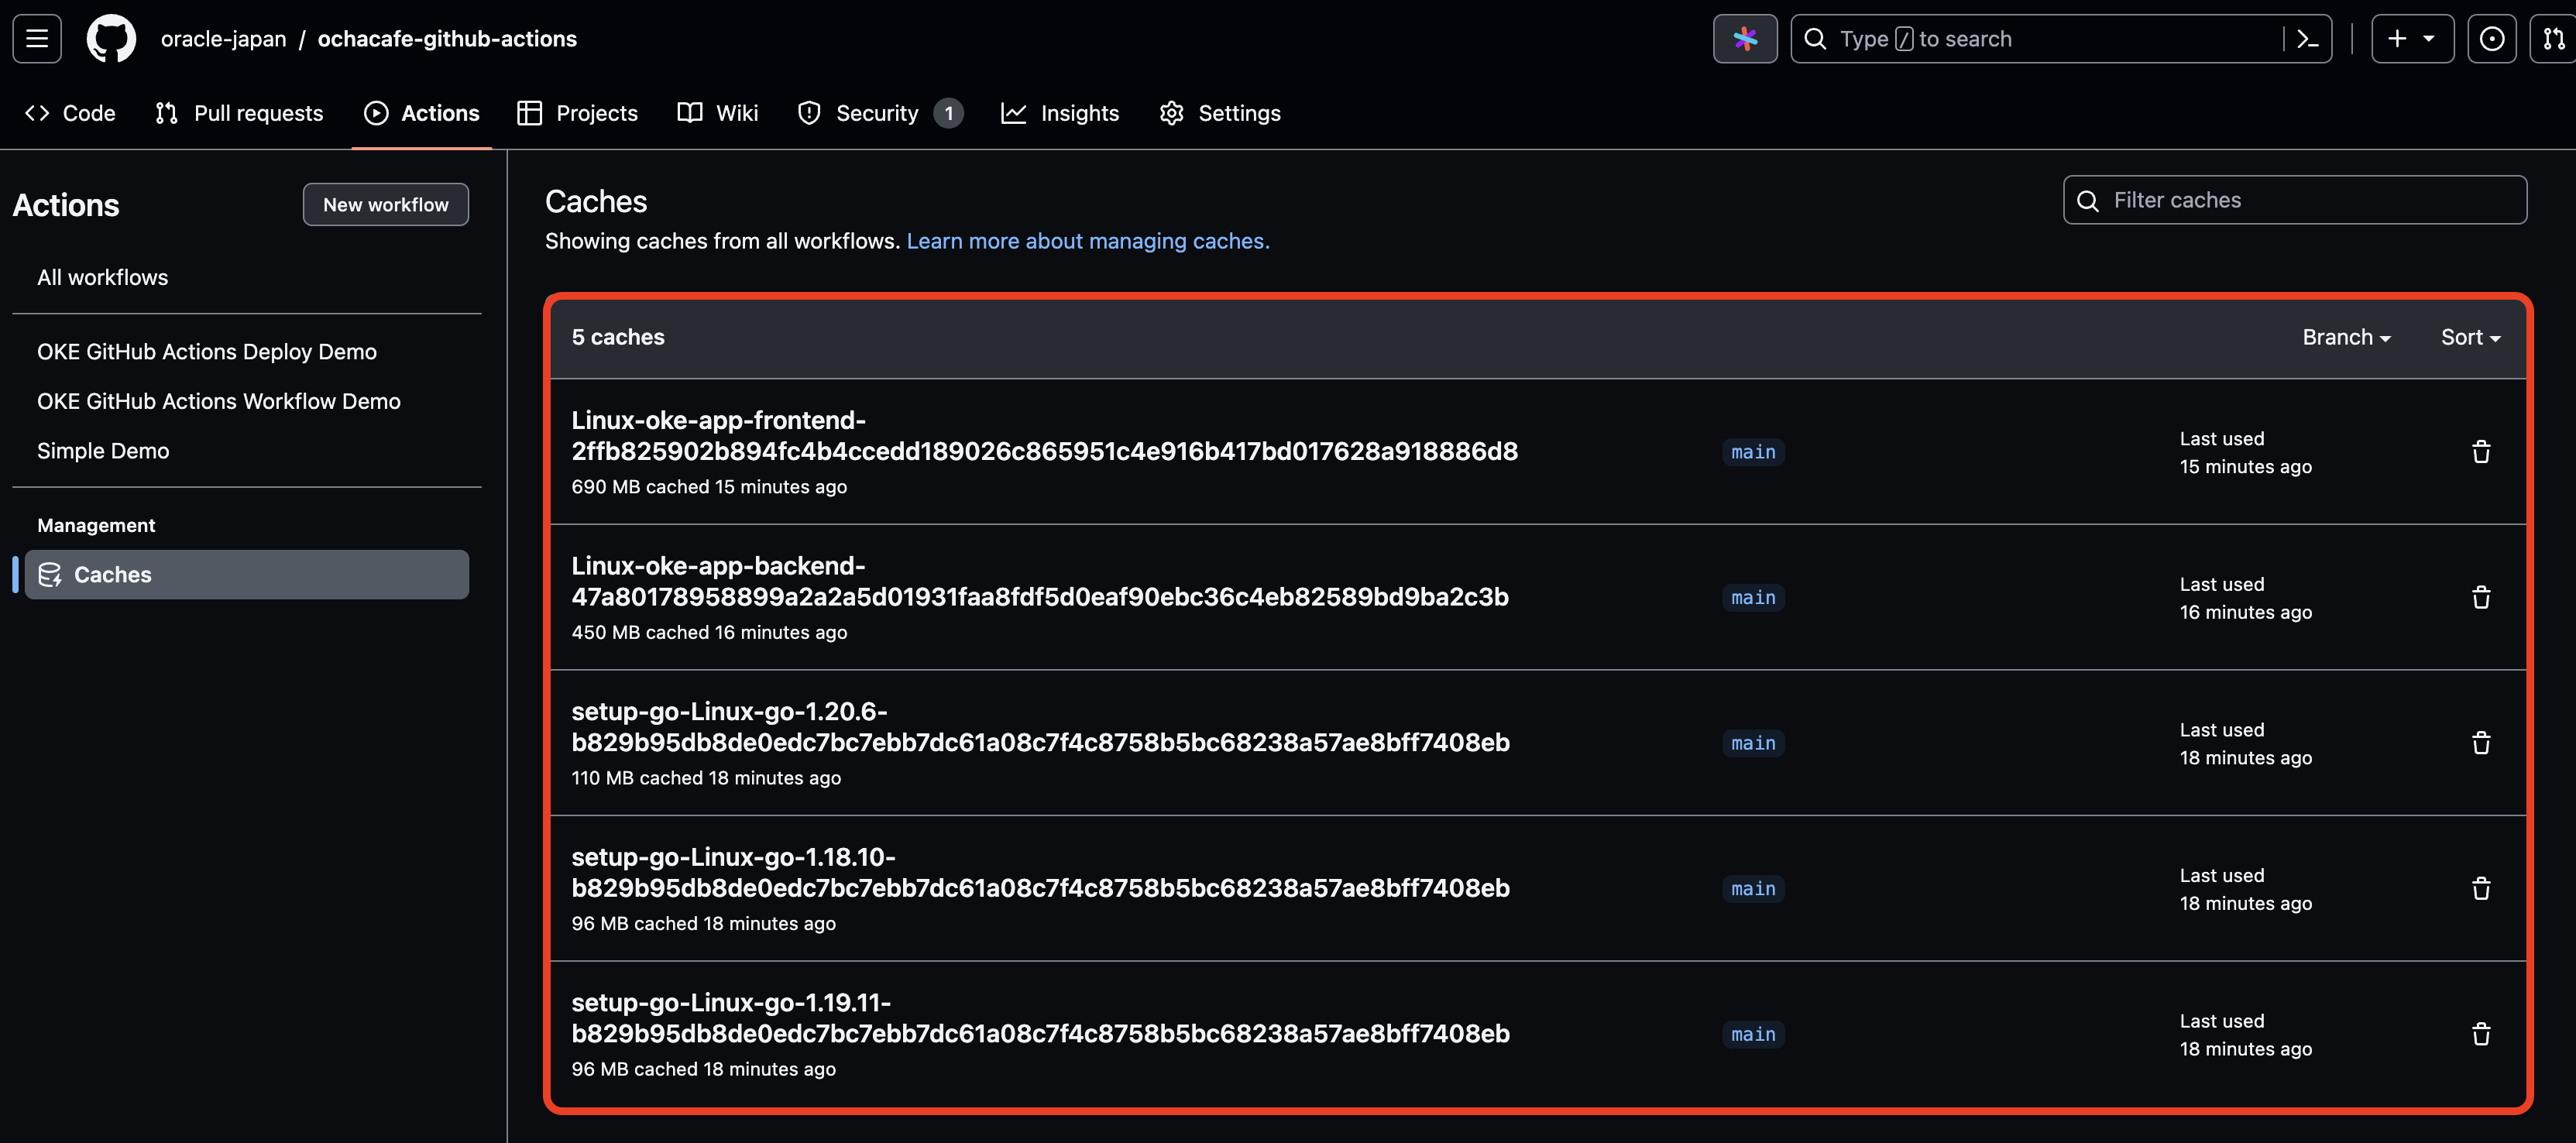 oracle-japan / ochacafe-github-actions
Type / to search
Code
Pull requests
Actions
Projects
Wiki
Security 1
Insights
Settings
Actions
New workflow
All workflows
OKE GitHub Actions Deploy Demo
OKE GitHub Actions Workflow Demo
Simple Demo
Management
Caches
Caches
Filter caches
Showing caches from all workflows. Learn more about managing caches.
5 caches
Branch
Sort
Linux-oke-app-frontend-
2ffb825902b894fc4b4ccedd189026c865951c4e916b417bd017628a918886d8
690 MB cached 15 minutes ago
main
Last used
15 minutes ago
Linux-oke-app-backend-
47a80178958899a2a2a5d01931faa8fdf5d0eaf90ebc36c4eb82589bd9ba2c3b
450 MB cached 16 minutes ago
main
Last used
16 minutes ago
setup-go-Linux-go-1.20.6-
b829b95db8de0edc7bc7ebb7dc61a08c7f4c8758b5bc68238a57ae8bff7408eb
110 MB cached 18 minutes ago
main
Last used
18 minutes ago
setup-go-Linux-go-1.18.10-
b829b95db8de0edc7bc7ebb7dc61a08c7f4c8758b5bc68238a57ae8bff7408eb
96 MB cached 18 minutes ago
main
Last used
18 minutes ago
setup-go-Linux-go-1.19.11-
b829b95db8de0edc7bc7ebb7dc61a08c7f4c8758b5bc68238a57ae8bff7408eb
96 MB cached 18 minutes ago
main
Last used
18 minutes ago